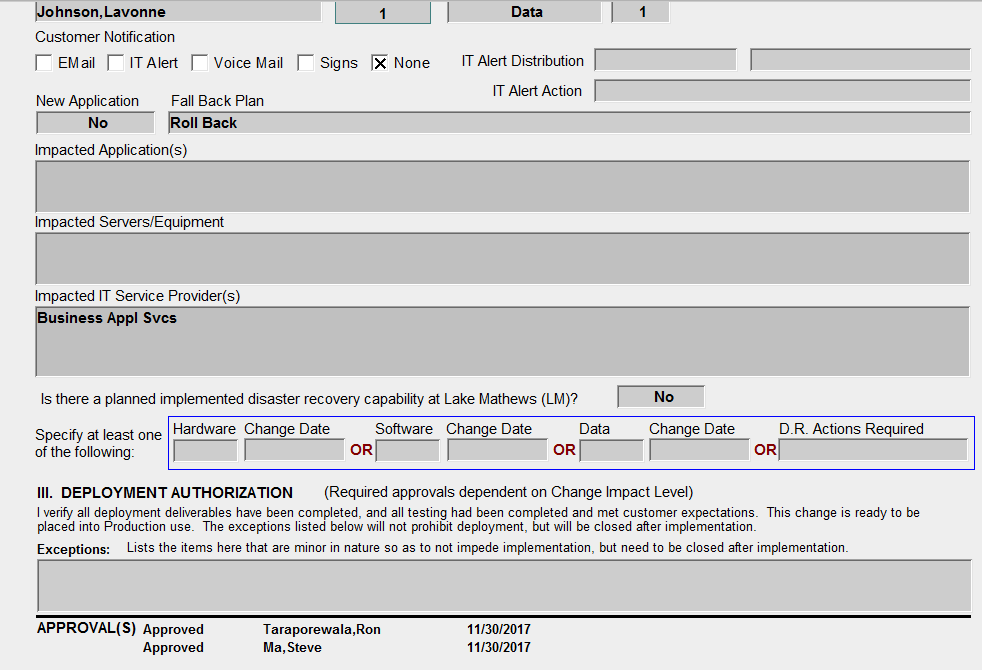 Johnson,Lavonne 1 Data 1
Customer Notification
EMail IT Alert Voice Mail Signs None IT Alert Distribution
IT Alert Action
New Application Fall Back Plan
No Roll Back
Impacted Application(s)
Impacted Servers/Equipment
Impacted IT Service Provider(s)
Business Appl Svcs
Is there a planned implemented disaster recovery capability at Lake Mathews (LM)? No
Specify at least one of the following:
Hardware Change Date Software Change Date Data Change Date D.R. Actions Required
OR OR OR
III. DEPLOYMENT AUTHORIZATION (Required approvals dependent on Change Impact Level)
I verify all deployment deliverables have been completed, and all testing had been completed and met customer expectations. This change is ready to be
placed into Production use. The exceptions listed below will not prohibit deployment, but will be closed after implementation.
Exceptions: Lists the items here that are minor in nature so as to not impede implementation, but need to be closed after implementation.
APPROVAL(S) Approved Taraporewala,Ron 11/30/2017
Approved Ma,Steve 11/30/2017